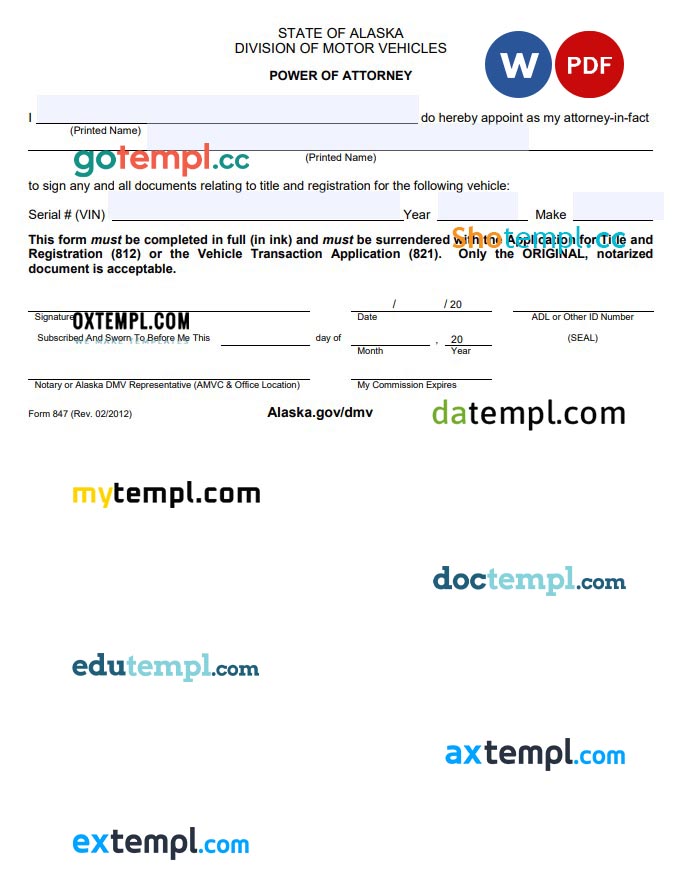 STATE OF ALASKA
DIVISION OF MOTOR VEHICLES
POWER OF ATTORNEY
W PDF
I do hereby appoint as my attorney-in-fact
(Printed Name)
gotempl.cc
(Printed Name)
to sign any and all documents relating to title and registration for the following vehicle:
Serial # (VIN) Year Make
Shotempl.cc
This form must be completed in full (in ink) and must be surrendered with the Application for Title and
Registration (812) or the Vehicle Transaction Application (821). Only the ORIGINAL, notarized
document is acceptable.
/ / 20
Signature Date ADL or Other ID Number
OXTEMPL.COM
WE MAKE TEMPLATES
Subscribed And Sworn To Before Me This day of , 20 (SEAL)
Month Year
Notary or Alaska DMV Representative (AMVC & Office Location) My Commission Expires
Form 847 (Rev. 02/2012) Alaska.gov/dmv
datempl.com
mytempl.com
doctempl.com
edutempl.com
axtempl.com
extempl.com